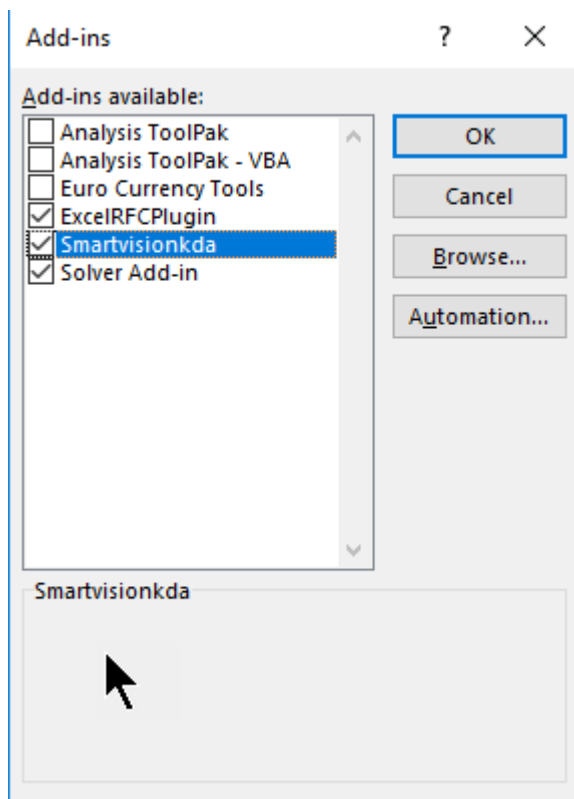 Add-ins
?
Add-ins available:
Analysis ToolPak
Analysis ToolPak - VBA
Euro Currency Tools
ExcelRFCPlugin
Smartvisionkda
Solver Add-in
OK
Cancel
Browse...
Automation...
Smartvisionkda